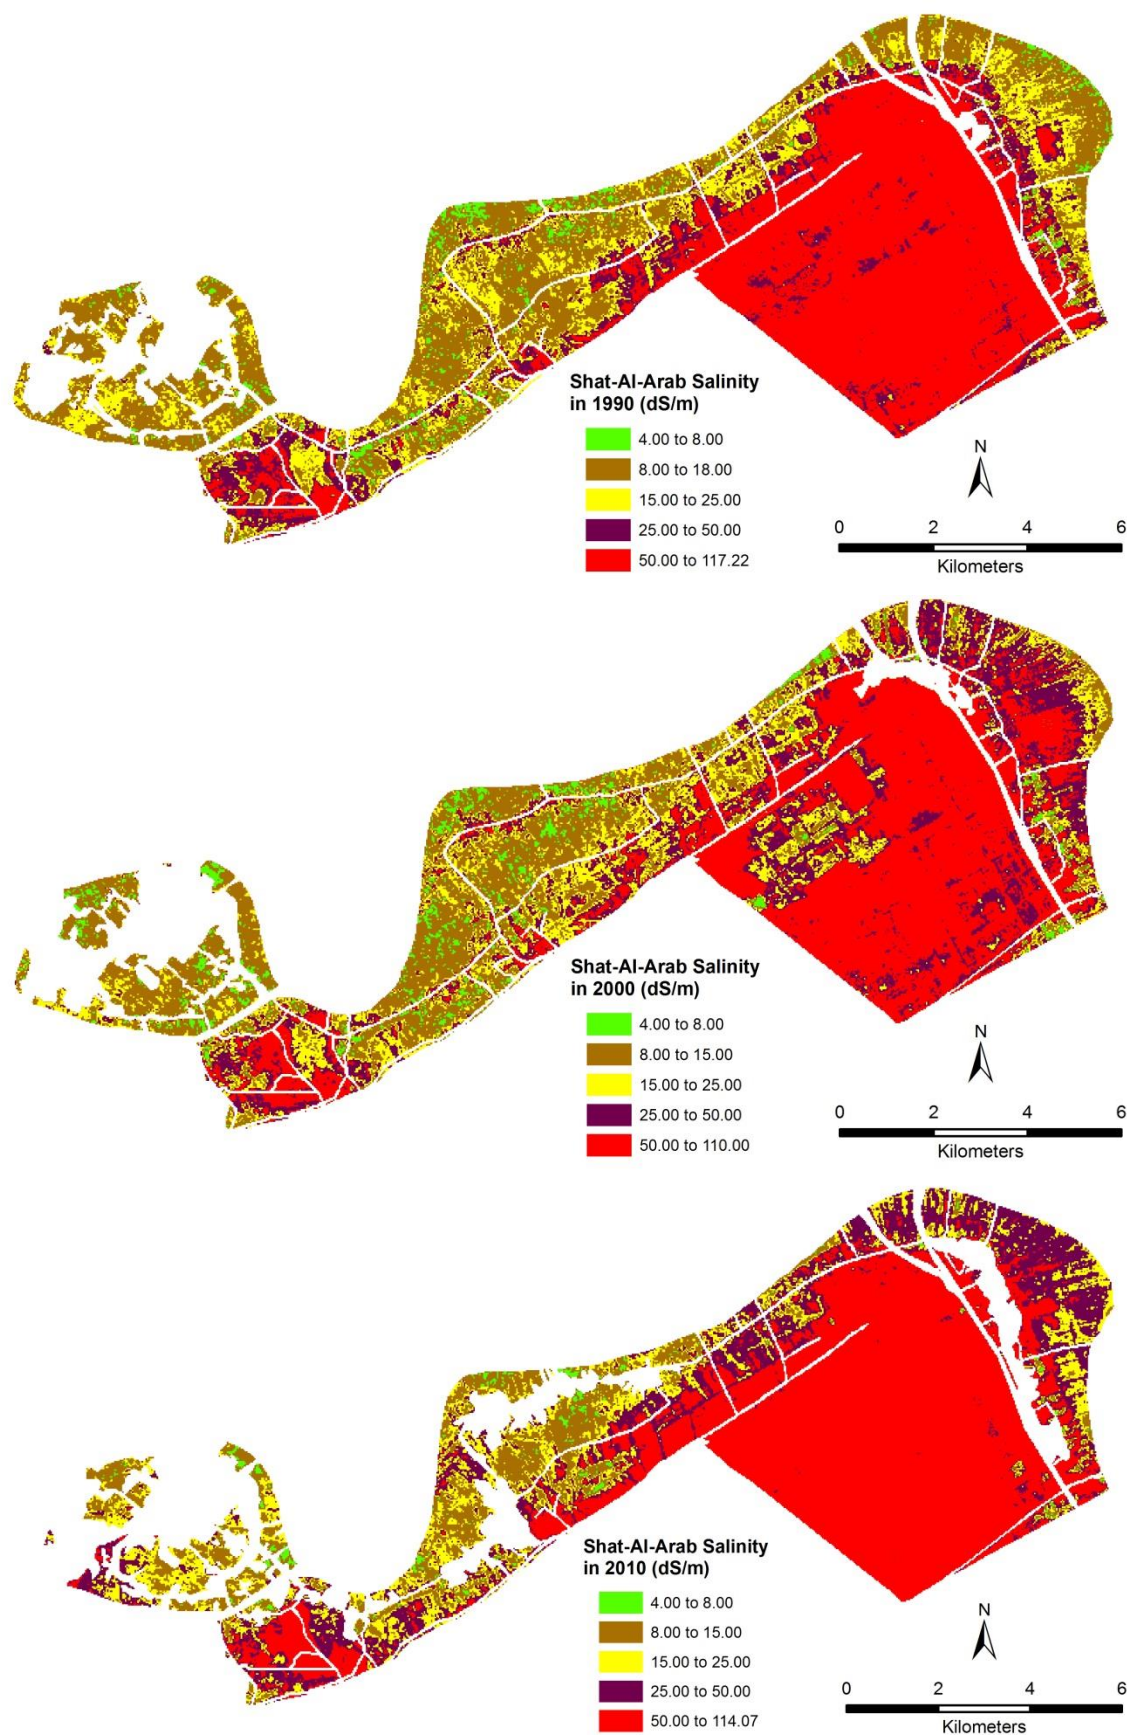 Shat-Al-Arab Salinity
in 1990 (dS/m)
4.00 to 8.00
8.00 to 18.00
15.00 to 25.00
25.00 to 50.00
50.00 to 117.22
N
0 2 4 6
Kilometers
Shat-Al-Arab Salinity
in 2000 (dS/m)
4.00 to 8.00
8.00 to 15.00
15.00 to 25.00
25.00 to 50.00
50.00 to 110.00
N
0 2 4 6
Kilometers
Shat-Al-Arab Salinity
in 2010 (dS/m)
4.00 to 8.00
8.00 to 15.00
15.00 to 25.00
25.00 to 50.00
50.00 to 114.07
N
0 2 4 6
Kilometers